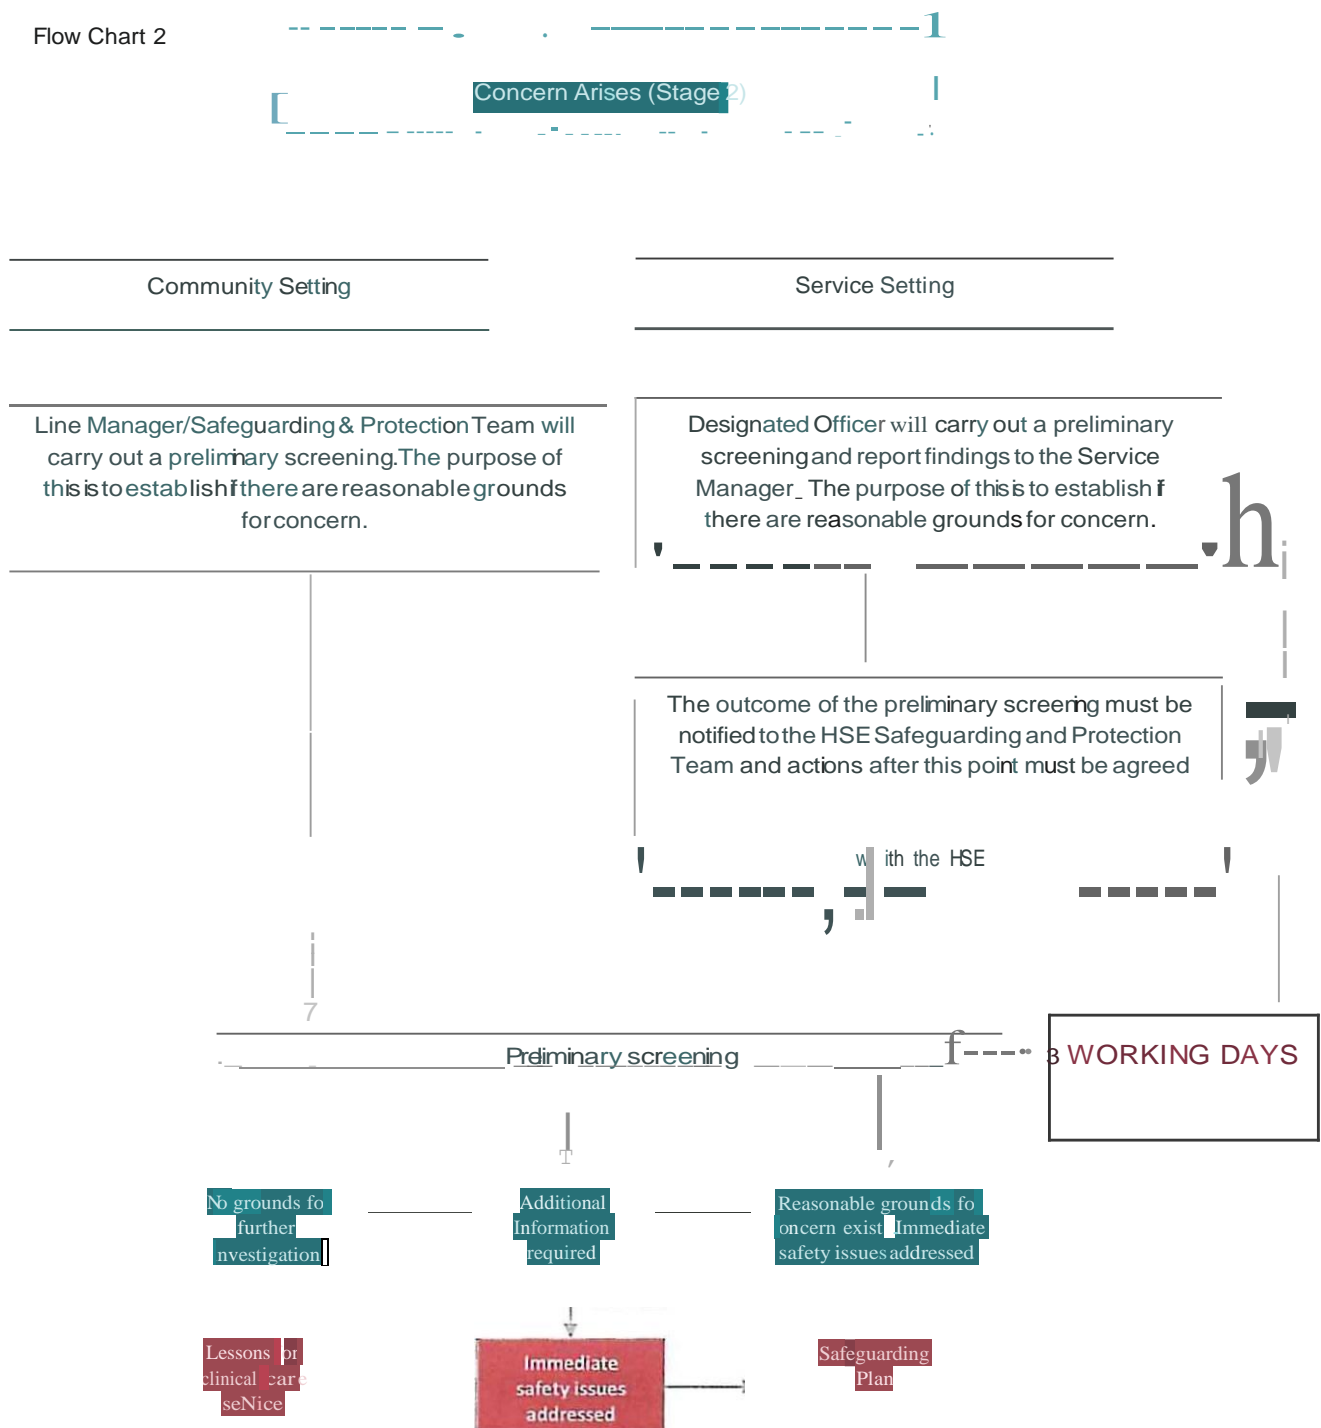 Flow Chart 2
Concern Arises (Stage 2)
Community Setting
Service Setting
Line Manager/Safeguarding & Protection Team will
carry out a preliminary screening. The purpose of
this is to establish if there are reasonable grounds
for concern.
Designated Officer will carry out a preliminary
screening and report findings to the Service
Manager_ The purpose of this is to establish if
there are reasonable grounds for concern.
The outcome of the preliminary screening must be
notified to the HSE Safeguarding and Protection
Team and actions after this point must be agreed
with the HSE
Preliminary screening
3 WORKING DAYS
No grounds fo
further
nvestigation
Additional
Information
required
Reasonable grounds fo
oncern exist Immediate
safety issues addressed
Lessons or
clinical care
seNice
Immediate
safety issues
addressed
Safeguarding
Plan